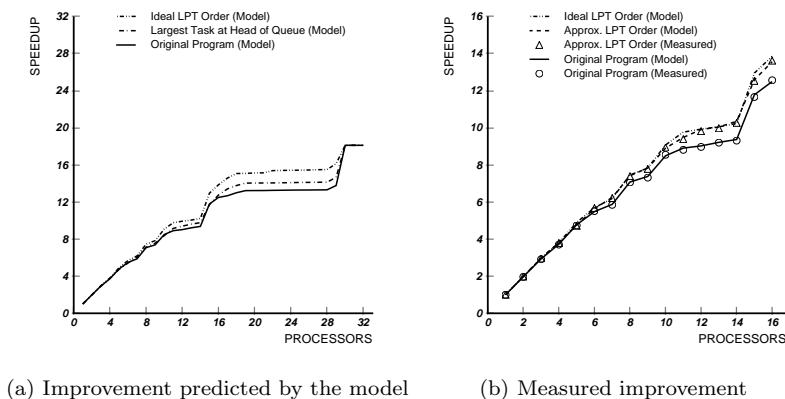 SPEEDUP
32
28
24
20
16
12
8
4
0
Ideal LPT Order (Model)
Largest Task at Head of Queue (Model)
Original Program (Model)
0 4 8 12 16 20 24 28 32
PROCESSORS
(a) Improvement predicted by the model
SPEEDUP
16
14
12
10
8
6
4
2
0
Ideal LPT Order (Model)
Approx. LPT Order (Model)
Approx. LPT Order (Measured)
Original Program (Model)
Original Program (Measured)
0 2 4 6 8 10 12 14 16
PROCESSORS
(b) Measured improvement